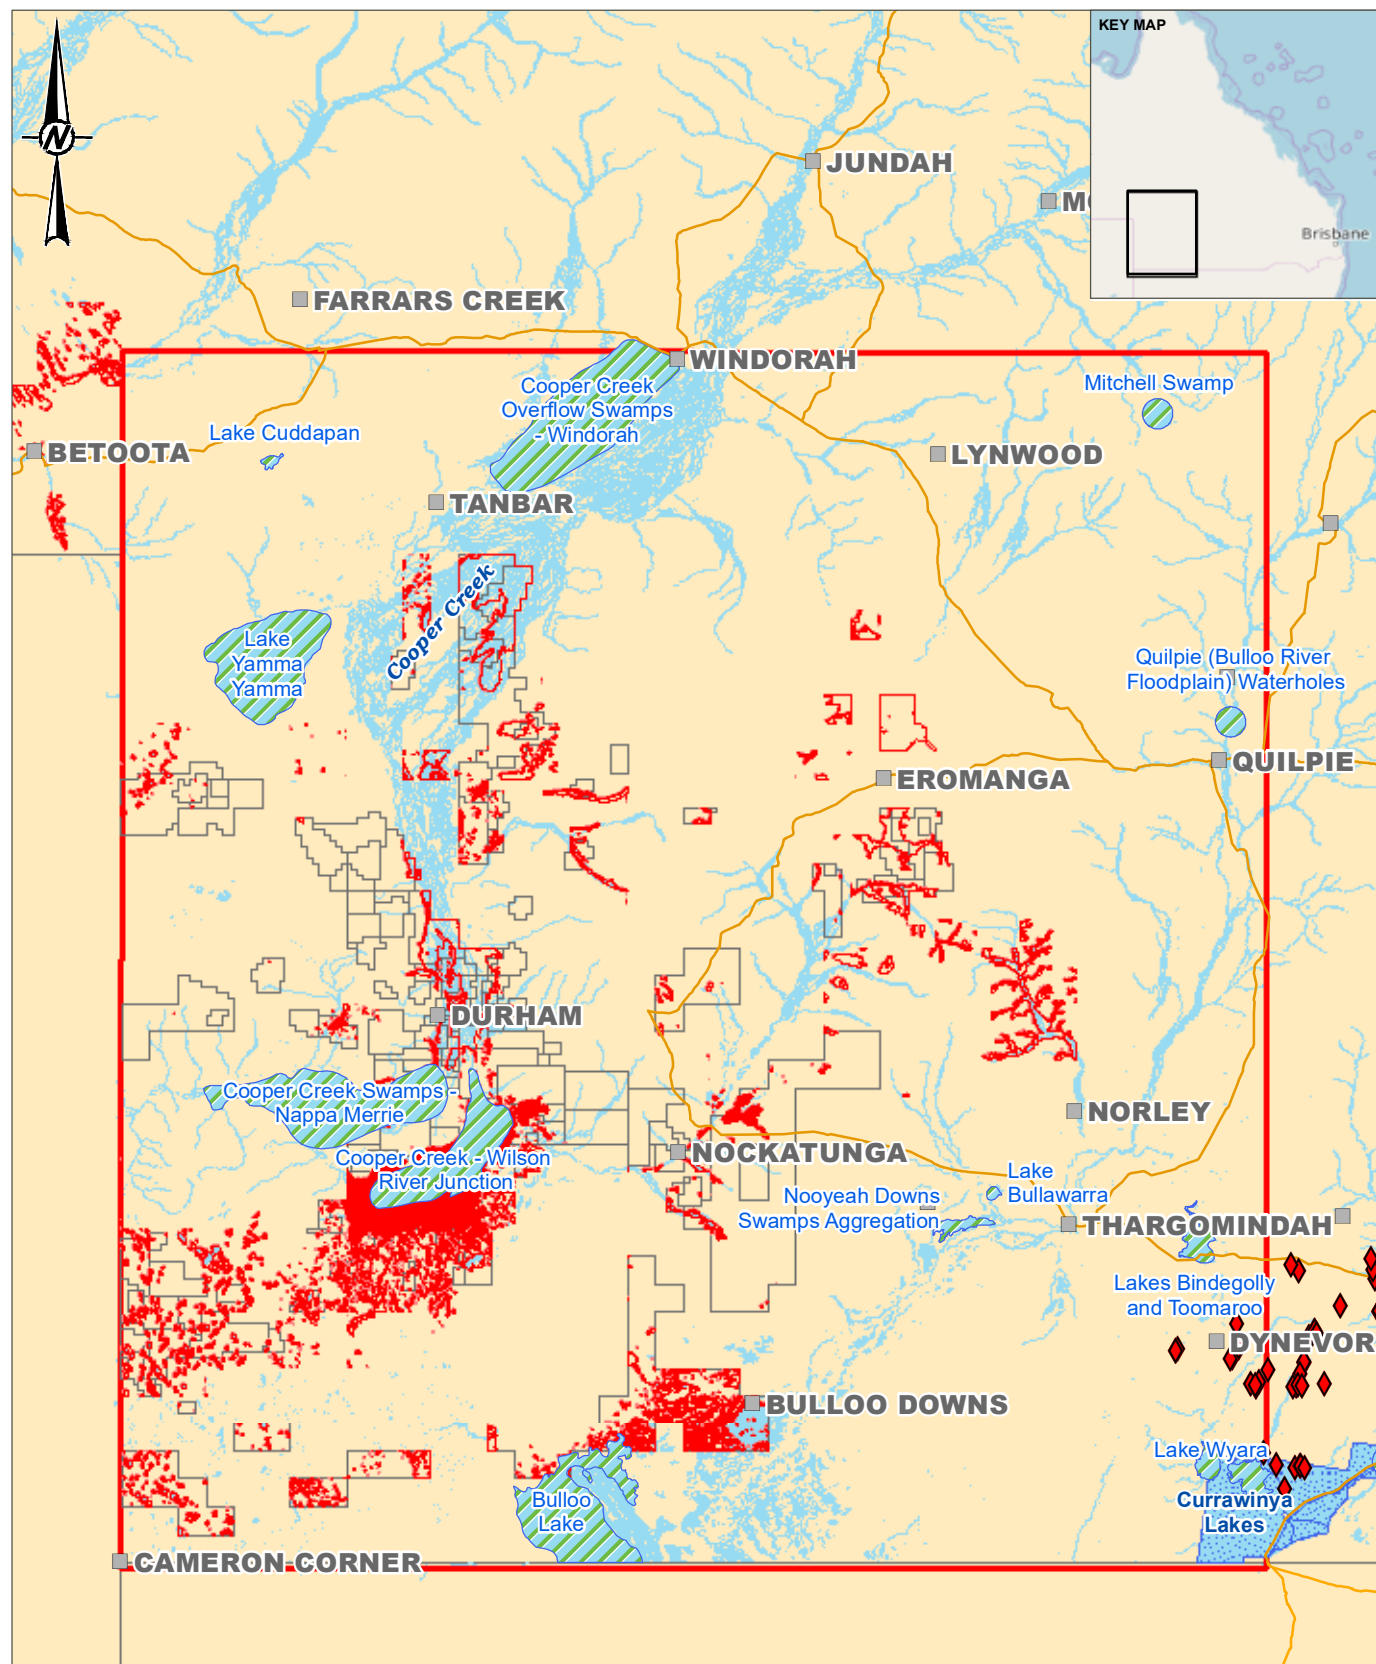 KEY MAP
Brisbane
N
JUNDAH
FARRARS CREEK
WINDORAH
Cooper Creek
Overflow Swamps
- Windorah
Mitchell Swamp
Lake Cuddapan
BETOOTA
LYNWOOD
TANBAR
Cooper Creek
Lake
Yamma
Yamma
Quilpie (Bulloo River
Floodplain) Waterholes
QUILPIE
EROMANGA
DURHAM
Cooper Creek Swamps -
Nappa Merrie
NORLEY
Cooper Creek - Wilson
River Junction
NOCKATUNGA
Lake
Bullawarra
Nooyeah Downs
Swamps Aggregation
THARGOMINDAH
Lakes Bindegolly
and Toomaroo
DYNEVOR
BULLOO DOWNS
Lake Wyara
Currawinya
Lakes
Bulloo
Lake
CAMERON CORNER